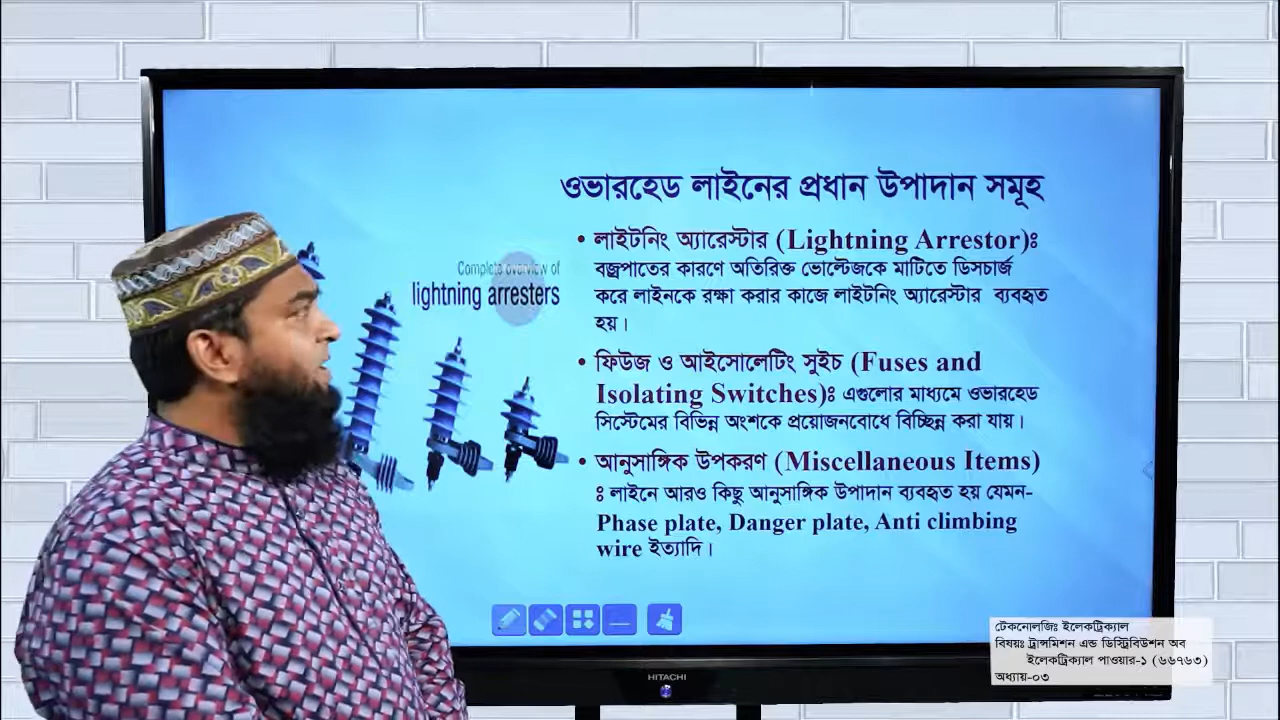 ওভারহেড লাইনের প্রধান উপাদান সমূহ
Complete overview of
lightning arresters
• লাইটনিং অ্যারেস্টার (Lightning Arrestor)ঃ
বজ্রপাতের কারণে অতিরিক্ত ভোল্টেজকে মাটিতে ডিসচার্জ
করে লাইনকে রক্ষা করার কাজে লাইটনিং অ্যারেস্টার ব্যবহৃত
হয়।
• ফিউজ ও আইসোলেটিং সুইচ (Fuses and
Isolating Switches)ঃ এগুলোর মাধ্যমে ওভারহেড
সিস্টেমের বিভিন্ন অংশকে প্রয়োজনবোধে বিচ্ছিন্ন করা যায়।
• আনুসাঙ্গিক উপকরণ (Miscellaneous Items)
ঃ লাইনে আরও কিছু আনুসাঙ্গিক উপাদান ব্যবহৃত হয় যেমন-
Phase plate, Danger plate, Anti climbing
wire ইত্যাদি।
টেকনোলজিঃ ইলেকট্রিক্যাল
বিষয়ঃ ট্রান্সমিশন এন্ড ডিস্ট্রিবিউশন অব
ইলেকট্রিক্যাল পাওয়ার-১ (৬৬৭৬৩)
অধ্যায়-০৩
HITACHI